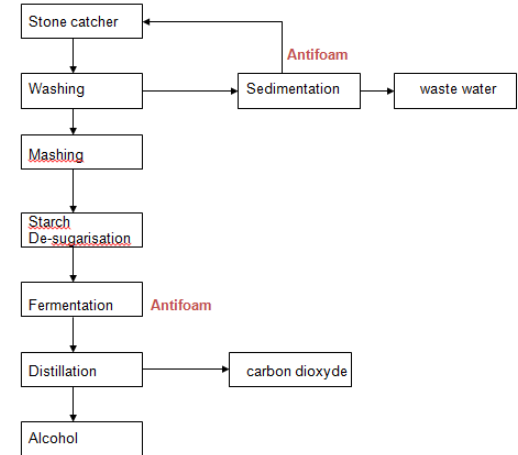 Stone catcher
Antifoam
Washing
Sedimentation
waste water
Mashing
Starch
De-sugarisation
Fermentation
Antifoam
Distillation
carbon dioxyde
Alcohol